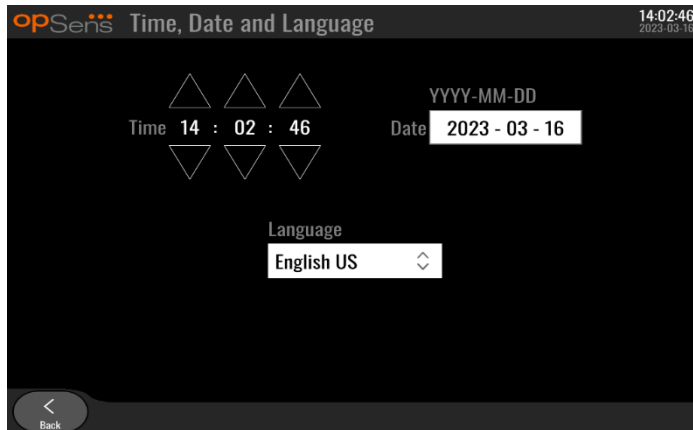 opSens Time, Date and Language
14:02:46
2023-03-16
YYYY-MM-DD
Time 14 : 02 : 46
Date 2023 - 03 - 16
Language
English US
Back